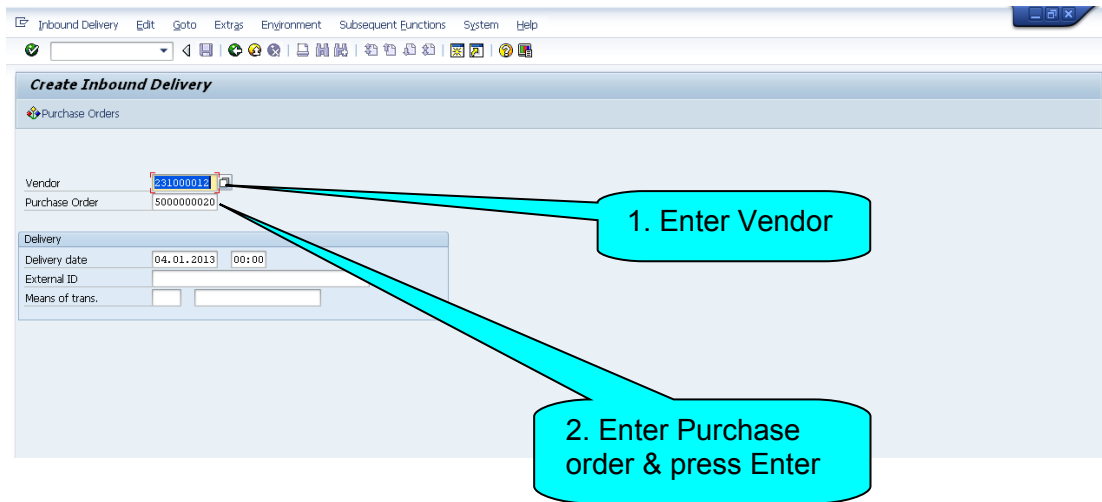 Inbound Delivery Edit Goto Extras Environment Subsequent Functions System Help
Create Inbound Delivery
Purchase Orders
Vendor 231000012
Purchase Order 5000000020
1. Enter Vendor
Delivery
Delivery date 04.01.2013 00:00
External ID
Means of trans.
2. Enter Purchase
order & press Enter